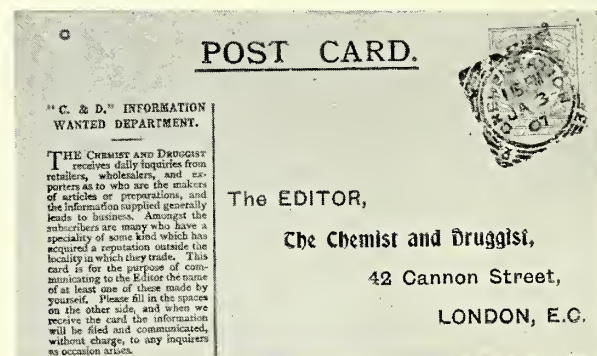 POST CARD.
"C. & D." INFORMATION
WANTED DEPARTMENT.
THE CHEMIST AND DRUGGIST
receives daily inquiries from
retailers, wholesalers, and ex-
porters as to who are the makers
of articles or preparations, and
the information supplied generally
leads to business. Amongst the
subscribers are many who have a
speciality of some kind which has
acquired a reputation outside the
locality in which they trade. This
card is for the purpose of com-
municating to the Editor the name
of at least one of these made by
yourself. Please fill in the spaces
on the other side, and when we
receive the card the information
will be filed and communicated,
without charge, to any inquirers
as occasion arises.
The EDITOR,
The Chemist and Druggist,
42 Cannon Street,
LONDON, E.C.
STATION
PM
JA 3
07